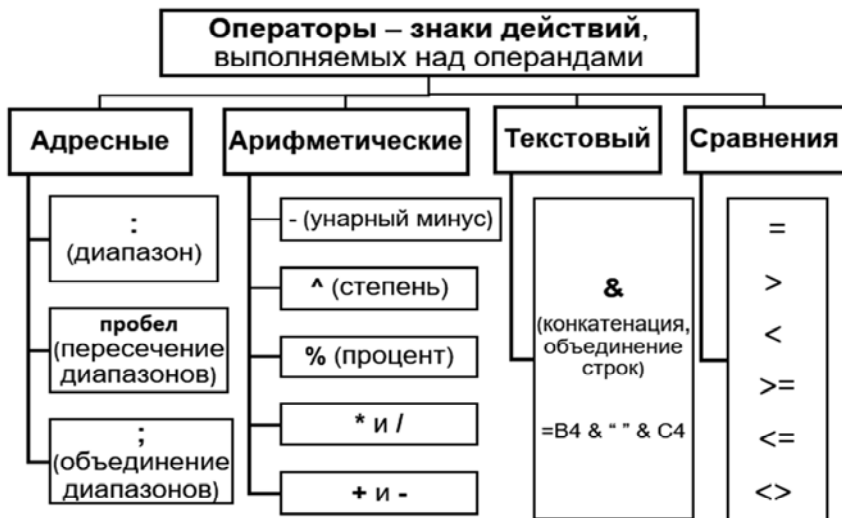 Операторы – знаки действий,
выполняемых над операндами
Адресные
:
(диапазон)
пробел
(пересечение
диапазонов)
;
(объединение
диапазонов)
Арифметические
- (унарный минус)
^ (степень)
% (процент)
* и /
+ и -
Текстовый
&
(конкатенация,
объединение
строк)
=B4 & “ ” & C4
Сравнения
=
>
<
>=
<=
<>